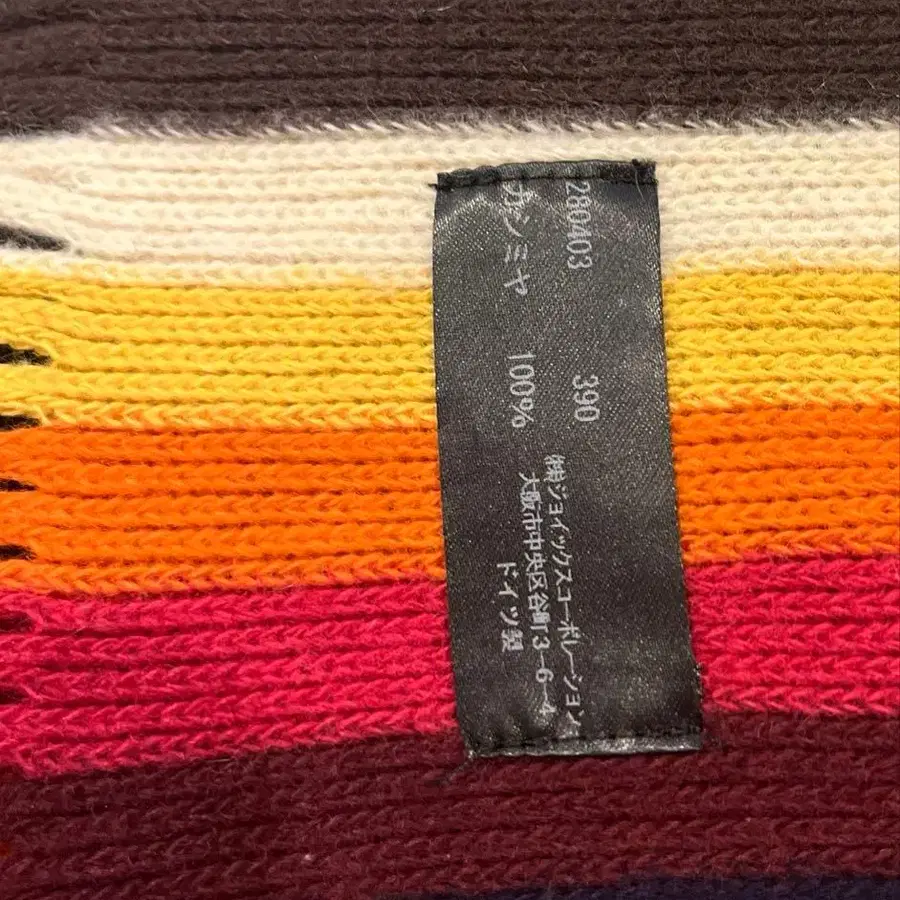 280403 390
カシミヤ 100%
㈱ジョイックスコーポレーション
大阪市中央区谷町3-6-4
ドイツ製